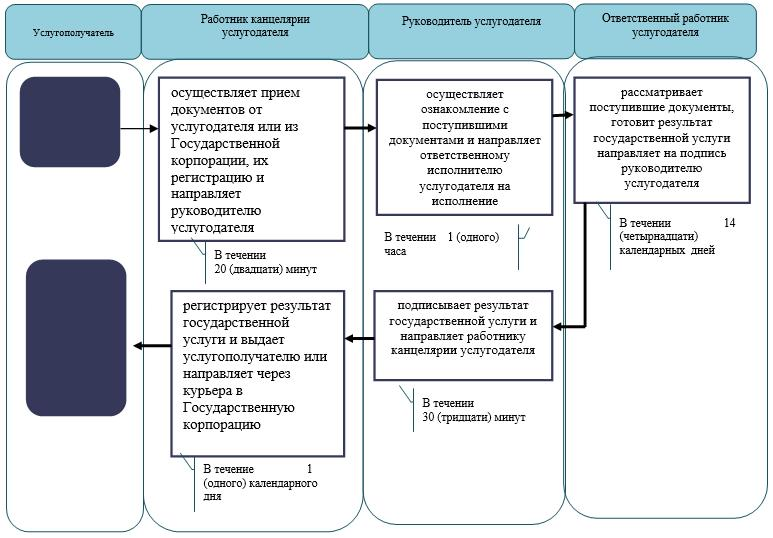 Услугополучатель
Работник канцелярии
услугодателя
Руководитель услугодателя
Ответственный работник
услугодателя
осуществляет прием
документов от
услугодателя или из
Государственной
корпорации, их
регистрацию и
направляет
руководителю
услугодателя
осуществляет
ознакомление с
поступившими
документами и направляет
ответственному
исполнителю
услугодателя на
исполнение
рассматривает
поступившие документы,
готовит результат
государственной услуги
направляет на подпись
руководителю
услугодателя
В течении
20 (двадцати) минут
В течении 1 (одного)
часа
В течении 14
(четырнадцати)
календарных дней
регистрирует результат
государственной
услуги и выдает
услугополучателю или
направляет через
курьера в
Государственную
корпорацию
подписывает результат
государственной услуги и
направляет работнику
канцелярии услугодателя
В течении
30 (тридцати) минут
В течение 1
(одного) календарного
дня